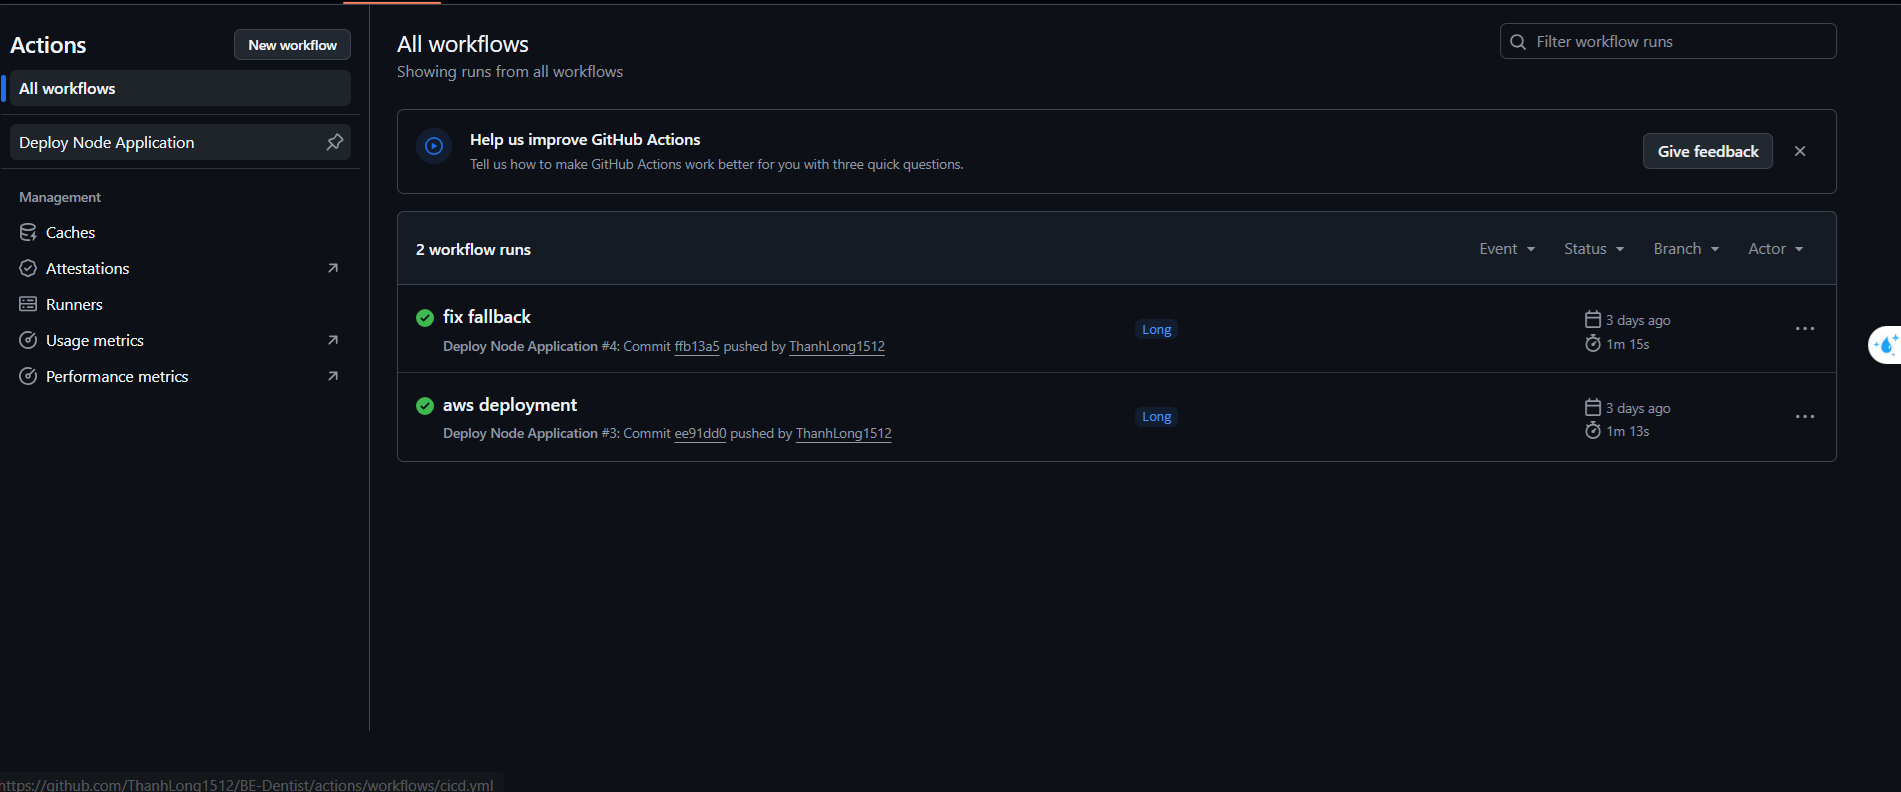 Actions
New workflow
All workflows
Deploy Node Application
Management
Caches
Attestations
Runners
Usage metrics
Performance metrics
All workflows
Showing runs from all workflows
Filter workflow runs
Help us improve GitHub Actions
Tell us how to make GitHub Actions work better for you with three quick questions.
Give feedback
2 workflow runs
Event
Status
Branch
Actor
fix fallback
Deploy Node Application #4: Commit ffb13a5 pushed by ThanhLong1512
Long
3 days ago
1m 15s
aws deployment
Deploy Node Application #3: Commit ee91dd0 pushed by ThanhLong1512
Long
3 days ago
1m 13s
https://github.com/ThanhLong1512/BE-Dentist/actions/workflows/cicd.yml